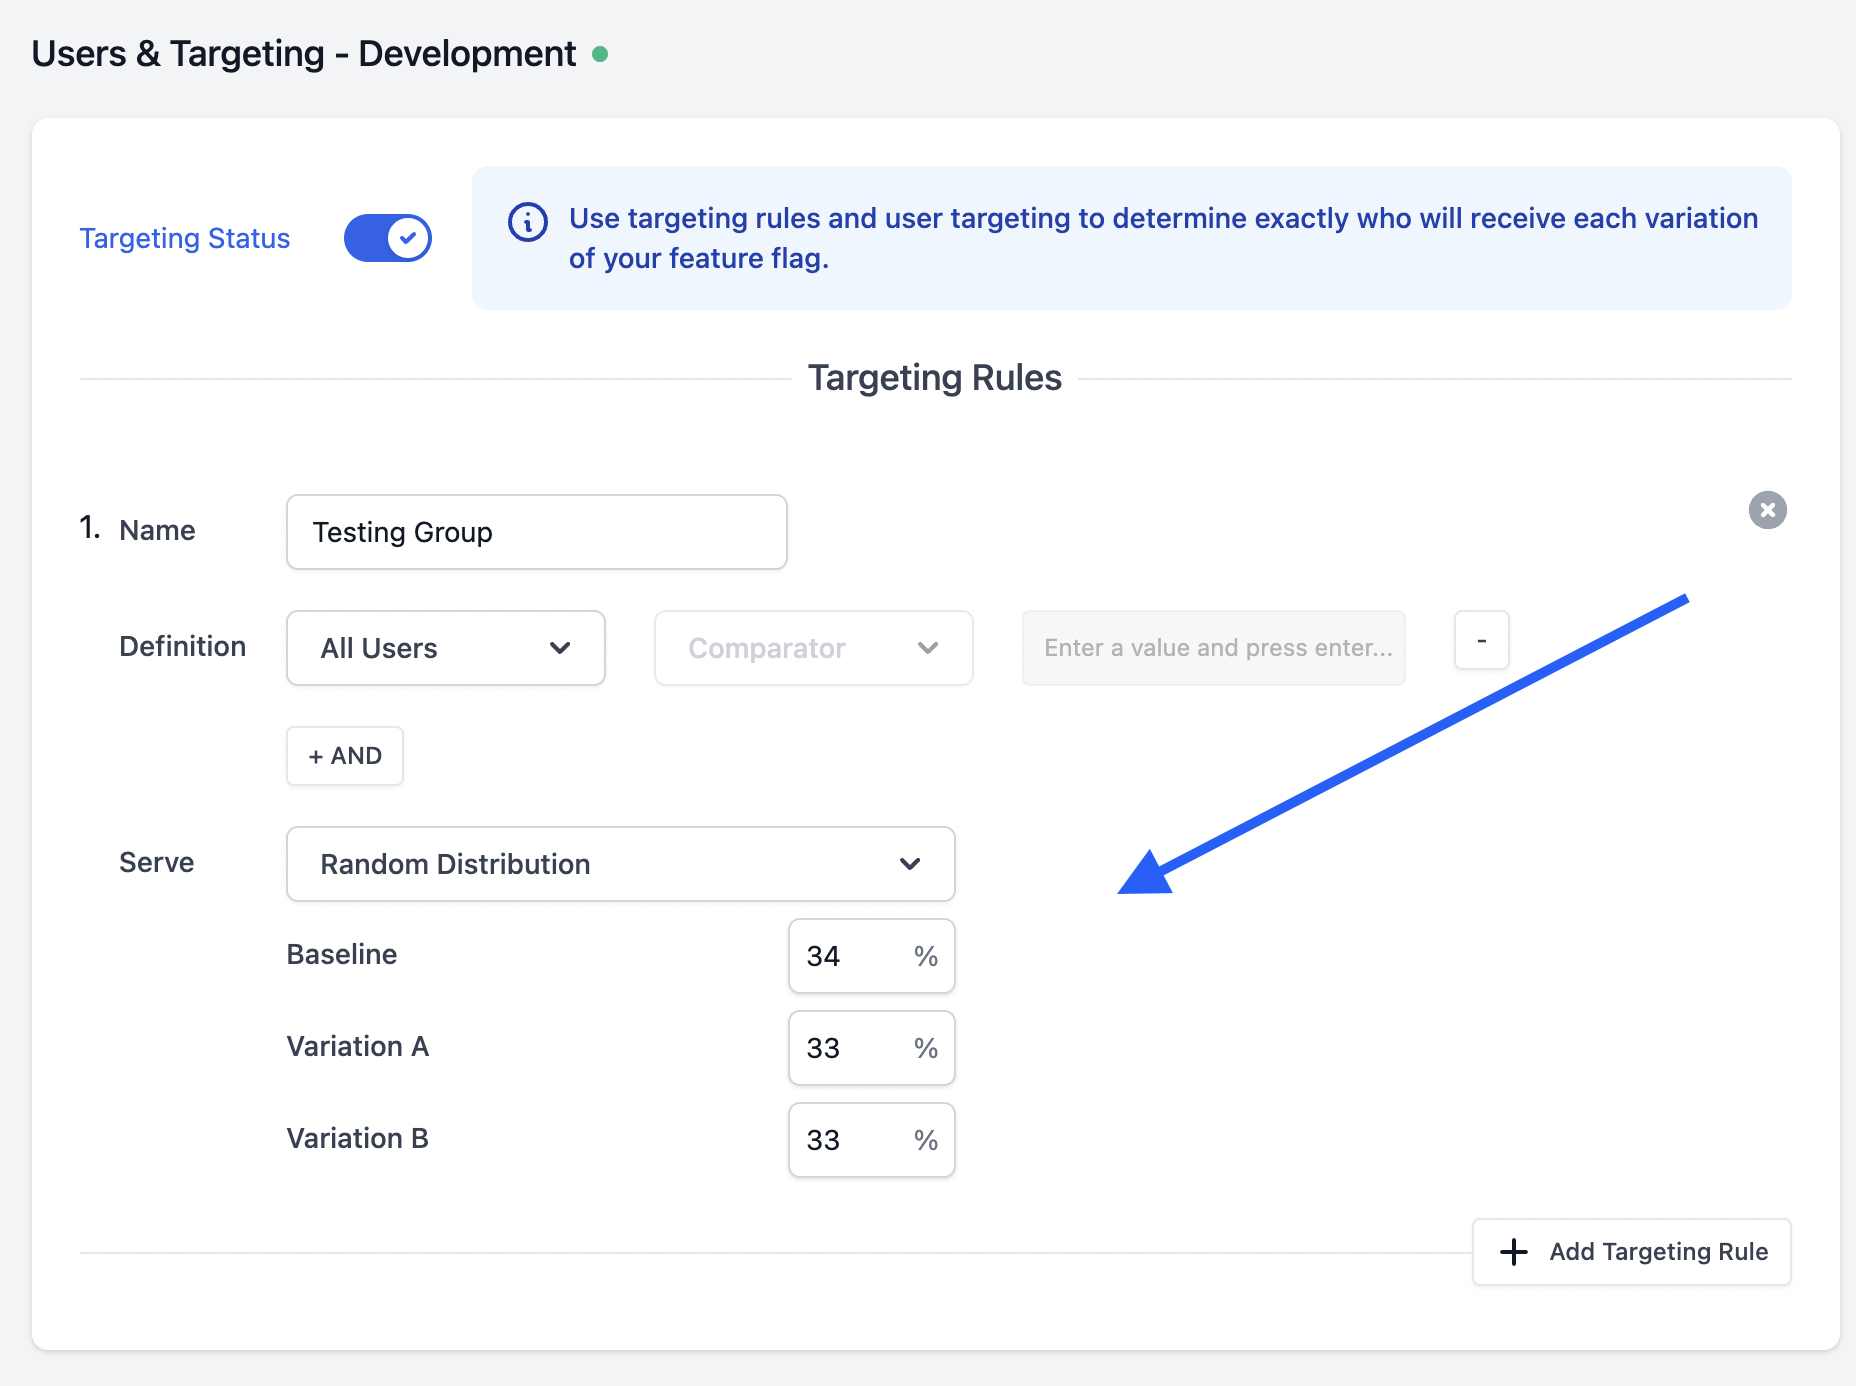 Users & Targeting - Development
Targeting Status
Use targeting rules and user targeting to determine exactly who will receive each variation
of your feature flag.
Targeting Rules
1. Name Testing Group
Definition All Users Comparator Enter a value and press enter... -
+ AND
Serve Random Distribution
Baseline 34 %
Variation A 33 %
Variation B 33 %
+ Add Targeting Rule